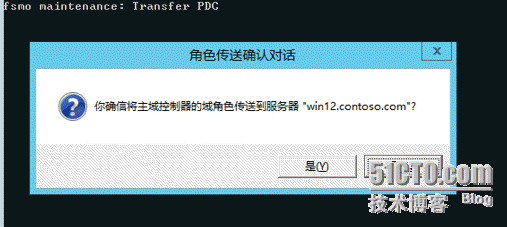 fsmo maintenance: Transfer PDC
角色传送确认对话
x
你确信将主域控制器的域角色传送到服务器 "win12.contoso.com"?
是(Y)
51CTO.com
技术博客 Blog